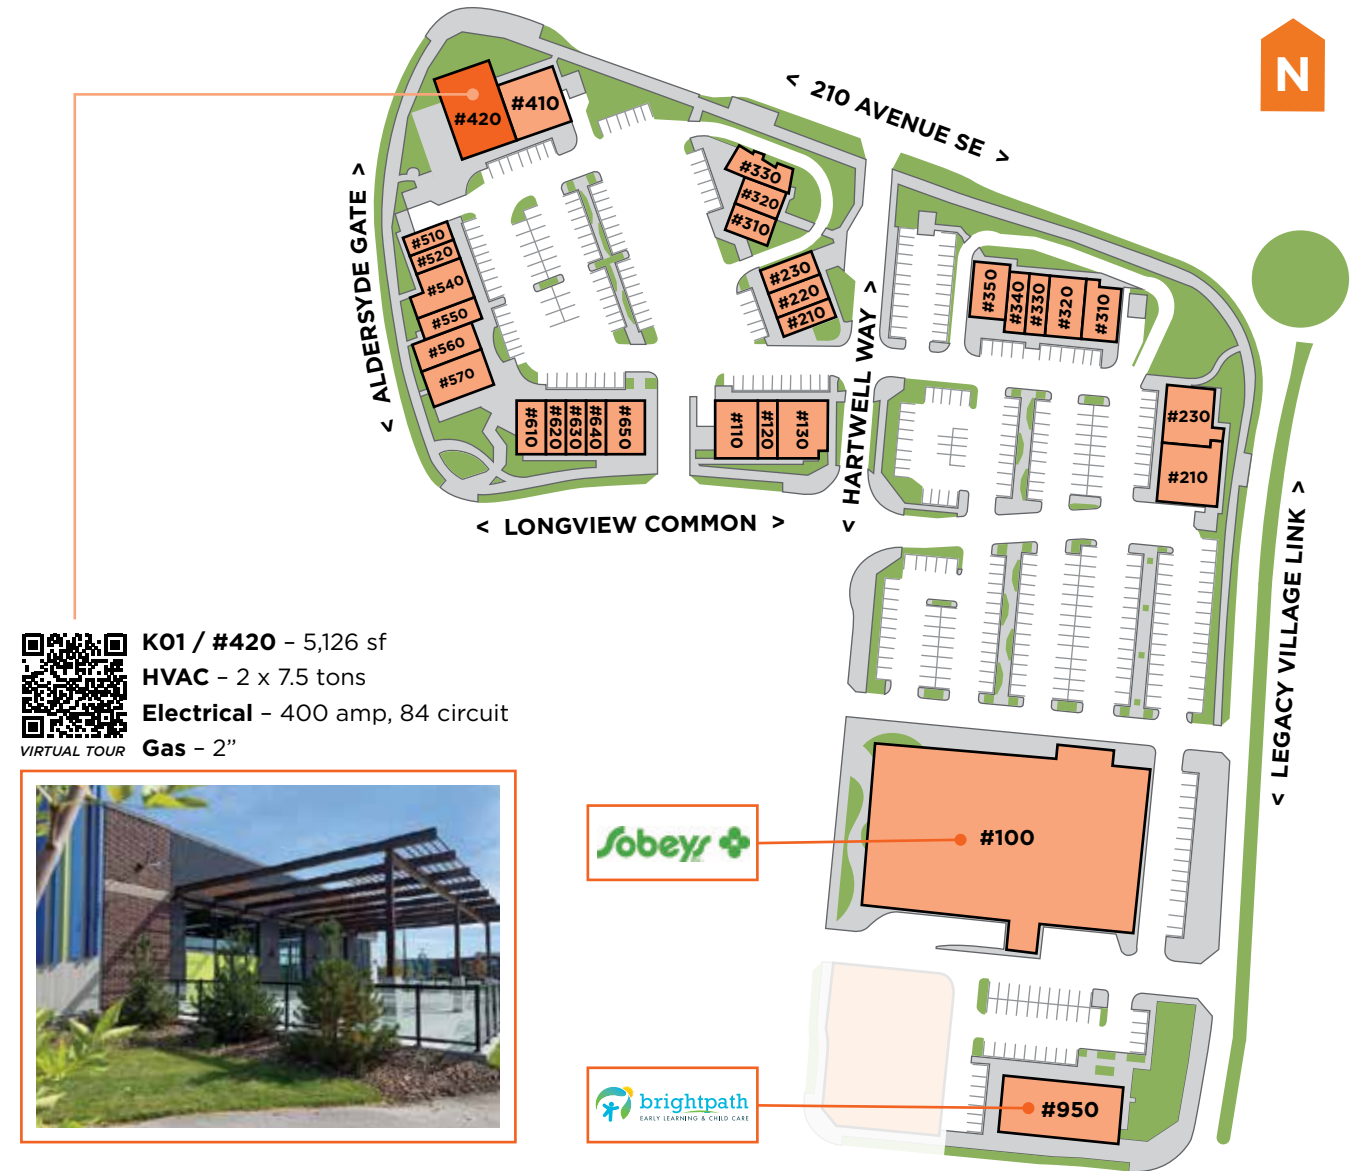 N
< 210 AVENUE SE >
#420
#410
#330
#320
#310
#230
#220
#210
< ALDERSYDE GATE >
#510
#520
#540
#550
#560
#570
#610
#620
#630
#640
#650
#110
#120
#130
< HARTWELL WAY >
#350
#340
#330
#320
#310
#230
#210
< LONGVIEW COMMON >
< LEGACY VILLAGE LINK >
K01 / #420 – 5,126 sf
HVAC – 2 x 7.5 tons
Electrical – 400 amp, 84 circuit
Gas – 2”
VIRTUAL TOUR
Sobeys
#100
brightpath
EARLY LEARNING & CHILD CARE
#950